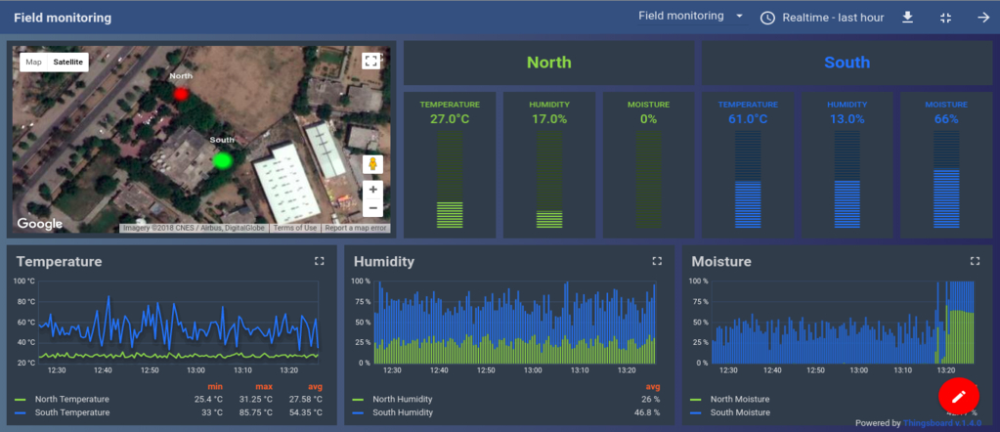 Field monitoring
Field monitoring
Realtime - last hour
Map Satellite
North
South
Google
Imagery ©2018 CNES / Airbus, DigitalGlobe Terms of Use Report a map error
North
South
TEMPERATURE
27.0°C
HUMIDITY
17.0%
MOISTURE
0%
TEMPERATURE
61.0°C
HUMIDITY
13.0%
MOISTURE
66%
Temperature
100 °C
80 °C
60 °C
40 °C
20 °C
12:30 12:40 12:50 13:00 13:10 13:20
min max avg
North Temperature 25.4 °C 31.25 °C 27.58 °C
South Temperature 33 °C 85.75 °C 54.35 °C
Humidity
100 %
75 %
50 %
25 %
0 %
12:30 12:40 12:50 13:00 13:10 13:20
avg
North Humidity 26 %
South Humidity 46.8 %
Moisture
100 %
75 %
50 %
25 %
0 %
12:30 12:40 12:50 13:00 13:10 13:20
North Moisture
South Moisture
Powered by Thingsboard v.1.4.0